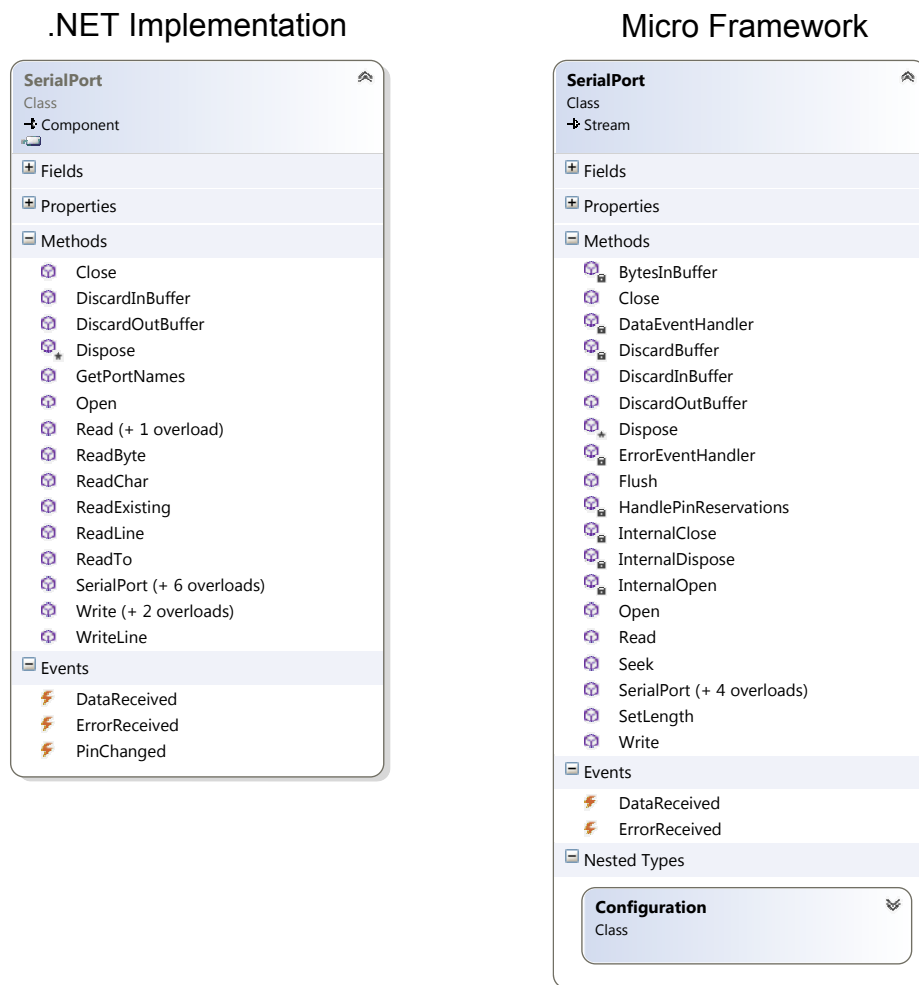 .NET Implementation
SerialPort
Class
Component
Fields
Properties
Methods
Close
DiscardInBuffer
DiscardOutBuffer
Dispose
GetPortNames
Open
Read (+ 1 overload)
ReadByte
ReadChar
ReadExisting
ReadLine
ReadTo
SerialPort (+ 6 overloads)
Write (+ 2 overloads)
WriteLine
Events
DataReceived
ErrorReceived
PinChanged
Micro Framework
SerialPort
Class
Stream
Fields
Properties
Methods
BytesInBuffer
Close
DataEventHandler
DiscardBuffer
DiscardInBuffer
DiscardOutBuffer
Dispose
ErrorEventHandler
Flush
HandlePinReservations
InternalClose
InternalDispose
InternalOpen
Open
Read
Seek
SerialPort (+ 4 overloads)
SetLength
Write
Events
DataReceived
ErrorReceived
Nested Types
Configuration
Class